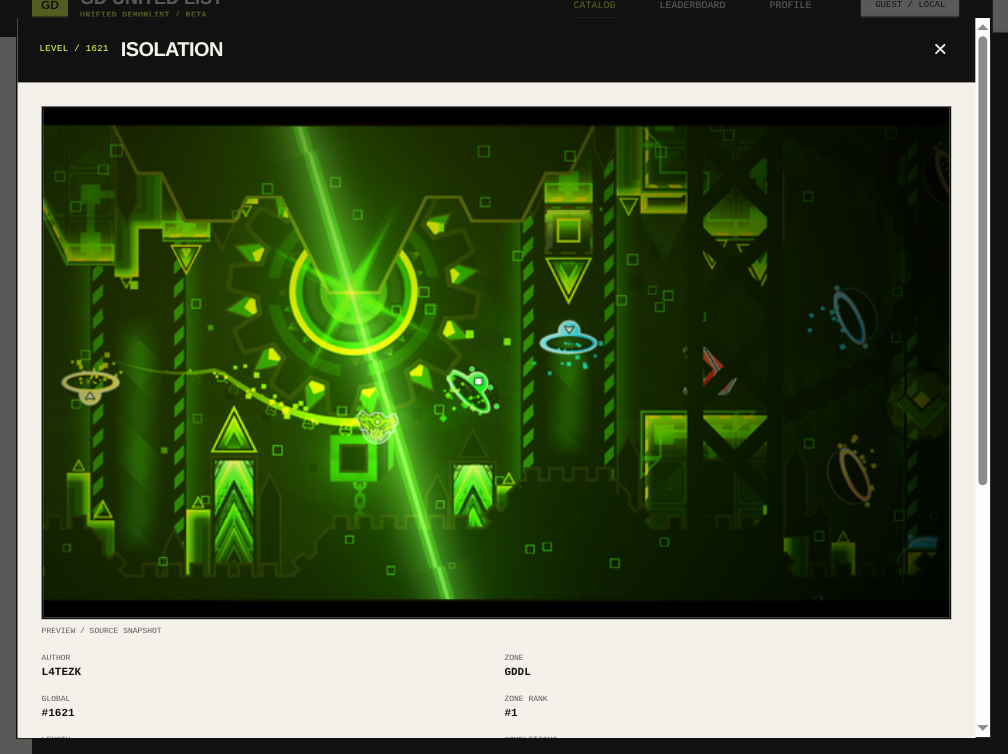 GD GD UNITED LIST
UNIFIED DEMONLIST / BETA
CATALOG LEADERBOARD PROFILE GUEST / LOCAL
LEVEL / 1621 ISOLATION ×
PREVIEW / SOURCE SNAPSHOT
AUTHOR ZONE
L4TEZK GDDL
GLOBAL ZONE RANK
#1621 #1